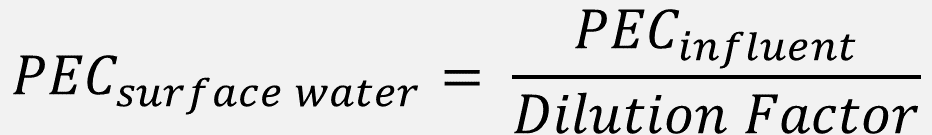 PEC_surface water = PEC_influent / Dilution Factor